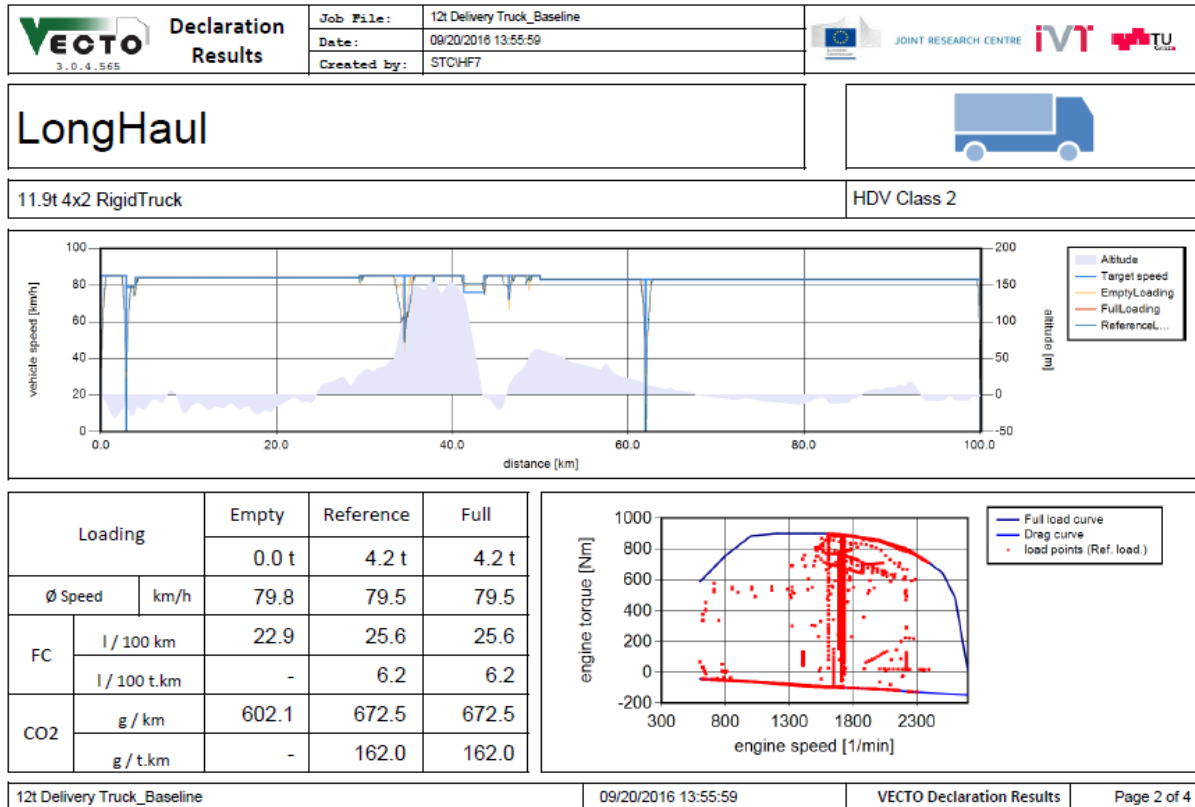 VECTO
3.0.4.565
Declaration
Results
Job File: 12t Delivery Truck_Baseline
Date: 09/20/2016 13:55:59
Created by: STC\HF7
JOINT RESEARCH CENTRE
IVT
TU
LongHaul
11.9t 4x2 RigidTruck
HDV Class 2
vehicle speed [km/h]
100
80
60
40
20
0
0.0 20.0 40.0 60.0 80.0 100.0
distance [km]
200
150
100
50
0
-50
altitude [m]
Altitude
Target speed
EmptyLoading
FullLoading
ReferenceL...
Loading Empty Reference Full
0.0 t 4.2 t 4.2 t
Ø Speed km/h 79.8 79.5 79.5
FC l / 100 km 22.9 25.6 25.6
l / 100 t.km - 6.2 6.2
CO2 g / km 602.1 672.5 672.5
g / t.km - 162.0 162.0
engine torque [Nm]
1000
800
600
400
200
0
-200
300 800 1300 1800 2300
engine speed [1/min]
Full load curve
Drag curve
load points (Ref. load.)
12t Delivery Truck_Baseline 09/20/2016 13:55:59 VECTO Declaration Results Page 2 of 4